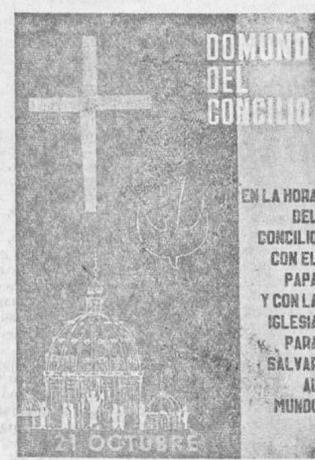 DOMUND
DEL
CONCILIO
EN LA HORA
DEL
CONCILIO
CON EL
PAPA
Y CON LA
IGLESIA
PARA
SALVAR
AL
MUNDO
21 OCTUBRE